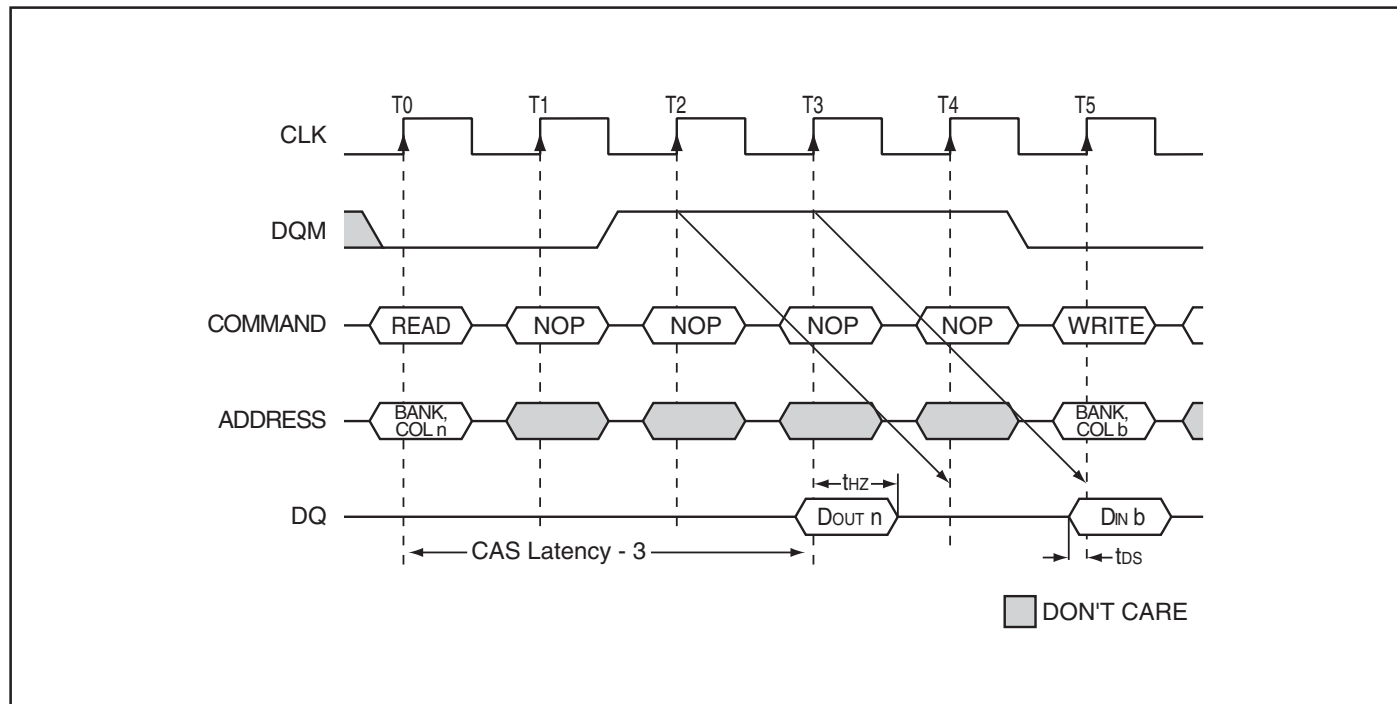 T0 T1 T2 T3 T4 T5
CLK
DQM
COMMAND READ NOP NOP NOP NOP WRITE
ADDRESS BANK, COL n BANK, COL b
tHZ
DQ DOUT n DIN b
CAS Latency - 3 tDS
DON'T CARE